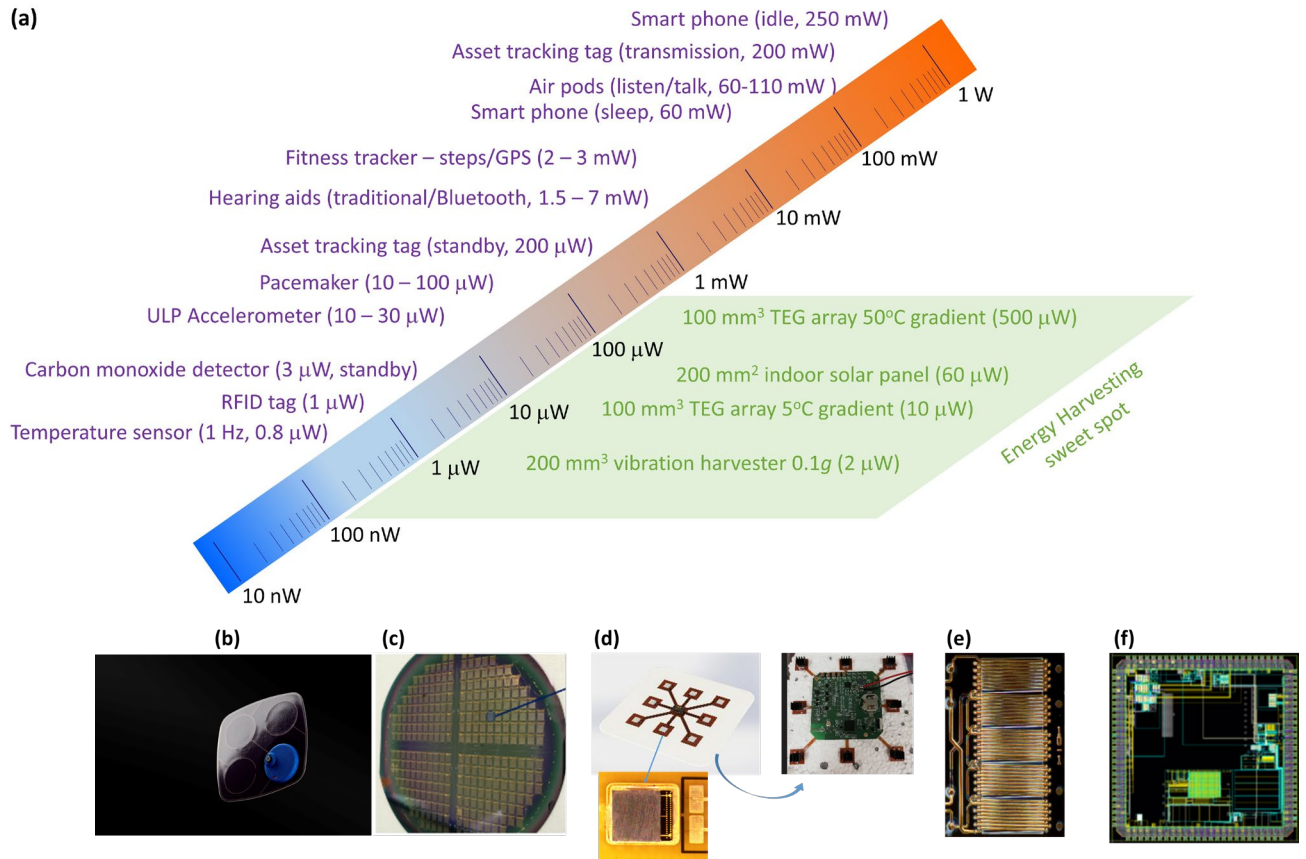 (a)
Smart phone (idle, 250 mW)
Asset tracking tag (transmission, 200 mW)
Air pods (listen/talk, 60-110 mW )
Smart phone (sleep, 60 mW)
Fitness tracker – steps/GPS (2 – 3 mW)
Hearing aids (traditional/Bluetooth, 1.5 – 7 mW)
Asset tracking tag (standby, 200 μW)
Pacemaker (10 – 100 μW)
ULP Accelerometer (10 – 30 μW)
Carbon monoxide detector (3 μW, standby)
RFID tag (1 μW)
Temperature sensor (1 Hz, 0.8 μW)
1 W
100 mW
10 mW
1 mW
100 μW
10 μW
1 μW
100 nW
10 nW
100 mm³ TEG array 50°C gradient (500 μW)
200 mm² indoor solar panel (60 μW)
100 mm³ TEG array 5°C gradient (10 μW)
200 mm³ vibration harvester 0.1g (2 μW)
Energy Harvesting
sweet spot
(b)
(c)
(d)
(e)
(f)